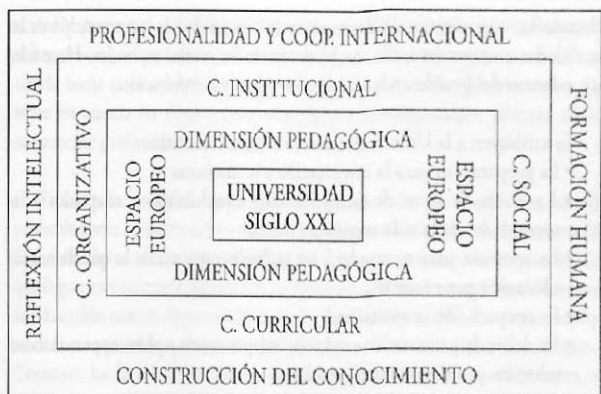 PROFESIONALIDAD Y COOP. INTERNACIONAL
C. INSTITUCIONAL
DIMENSIÓN PEDAGÓGICA
REFLEXIÓN INTELECTUAL
C. ORGANIZATIVO
ESPACIO
EUROPEO
UNIVERSIDAD
SIGLO XXI
ESPACIO
EUROPEO
C. SOCIAL
FORMACIÓN HUMANA
DIMENSIÓN PEDAGÓGICA
C. CURRICULAR
CONSTRUCCIÓN DEL CONOCIMIENTO